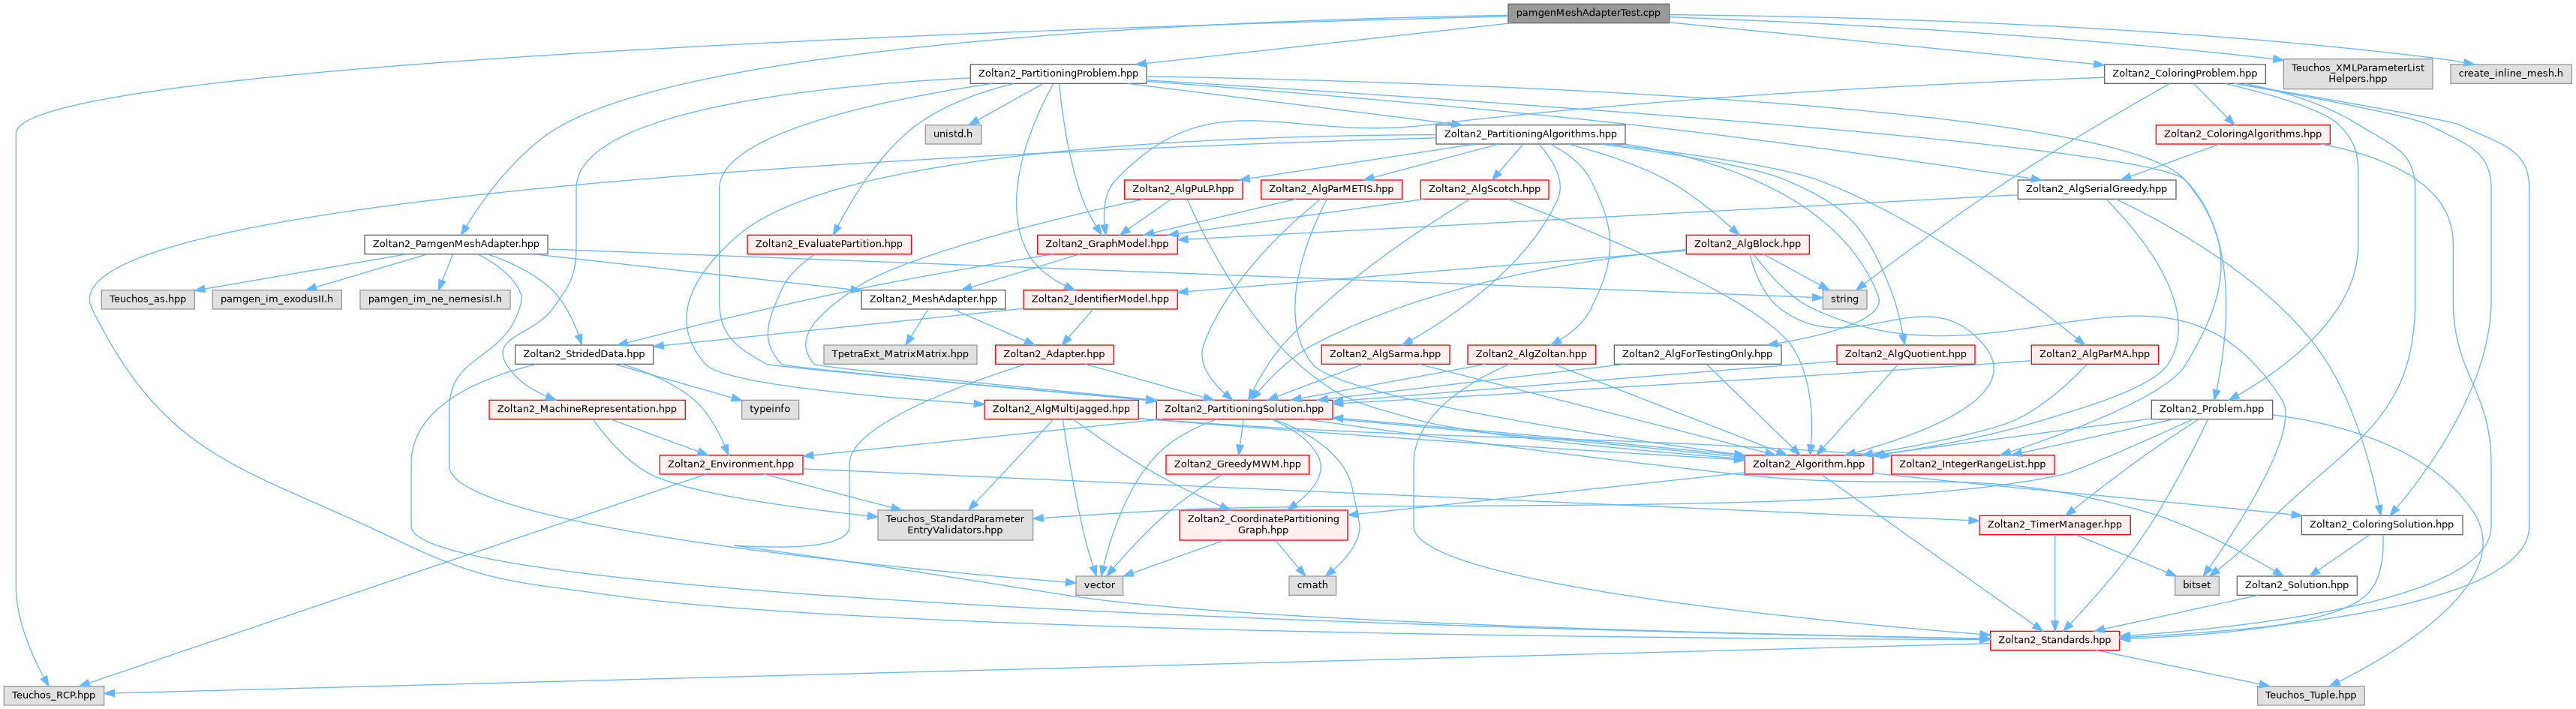 pamgenMeshAdapterTest.cpp
Zoltan2_PartitioningProblem.hpp
Zoltan2_ColoringProblem.hpp
Teuchos_XMLParameterList
Helpers.hpp
create_inline_mesh.h
unistd.h
Zoltan2_PartitioningAlgorithms.hpp
Zoltan2_ColoringAlgorithms.hpp
Zoltan2_AlgPuLP.hpp
Zoltan2_AlgParMETIS.hpp
Zoltan2_AlgScotch.hpp
Zoltan2_AlgSerialGreedy.hpp
Zoltan2_PamgenMeshAdapter.hpp
Zoltan2_EvaluatePartition.hpp
Zoltan2_GraphModel.hpp
Zoltan2_AlgBlock.hpp
Teuchos_as.hpp
pamgen_im_exodusII.h
pamgen_im_ne_nemesisI.h
Zoltan2_MeshAdapter.hpp
Zoltan2_IdentifierModel.hpp
string
Zoltan2_StridedData.hpp
TpetraExt_MatrixMatrix.hpp
Zoltan2_Adapter.hpp
Zoltan2_AlgSarma.hpp
Zoltan2_AlgZoltan.hpp
Zoltan2_AlgForTestingOnly.hpp
Zoltan2_AlgQuotient.hpp
Zoltan2_AlgParMA.hpp
Zoltan2_MachineRepresentation.hpp
typeinfo
Zoltan2_AlgMultiJagged.hpp
Zoltan2_PartitioningSolution.hpp
Zoltan2_Problem.hpp
Zoltan2_Environment.hpp
Zoltan2_GreedyMWM.hpp
Zoltan2_Algorithm.hpp
Zoltan2_IntegerRangeList.hpp
Teuchos_StandardParameter
EntryValidators.hpp
Zoltan2_CoordinatePartitioning
Graph.hpp
Zoltan2_TimerManager.hpp
Zoltan2_ColoringSolution.hpp
vector
cmath
bitset
Zoltan2_Solution.hpp
Zoltan2_Standards.hpp
Teuchos_RCP.hpp
Teuchos_Tuple.hpp